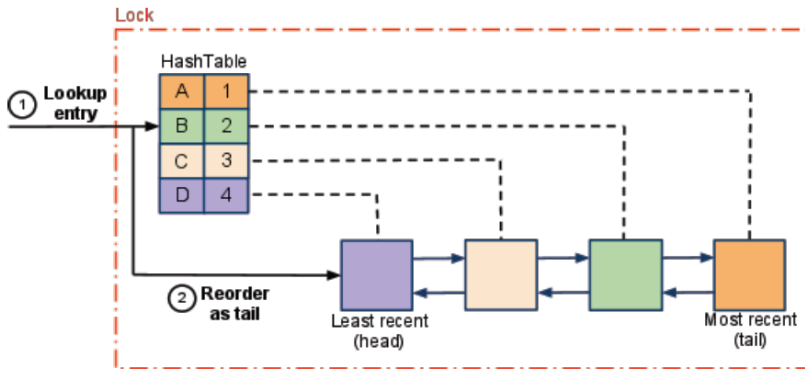 Lock
HashTable
A 1
B 2
C 3
D 4
1 Lookup
entry
2 Reorder
as tail
Least recent
(head)
Most recent
(tail)